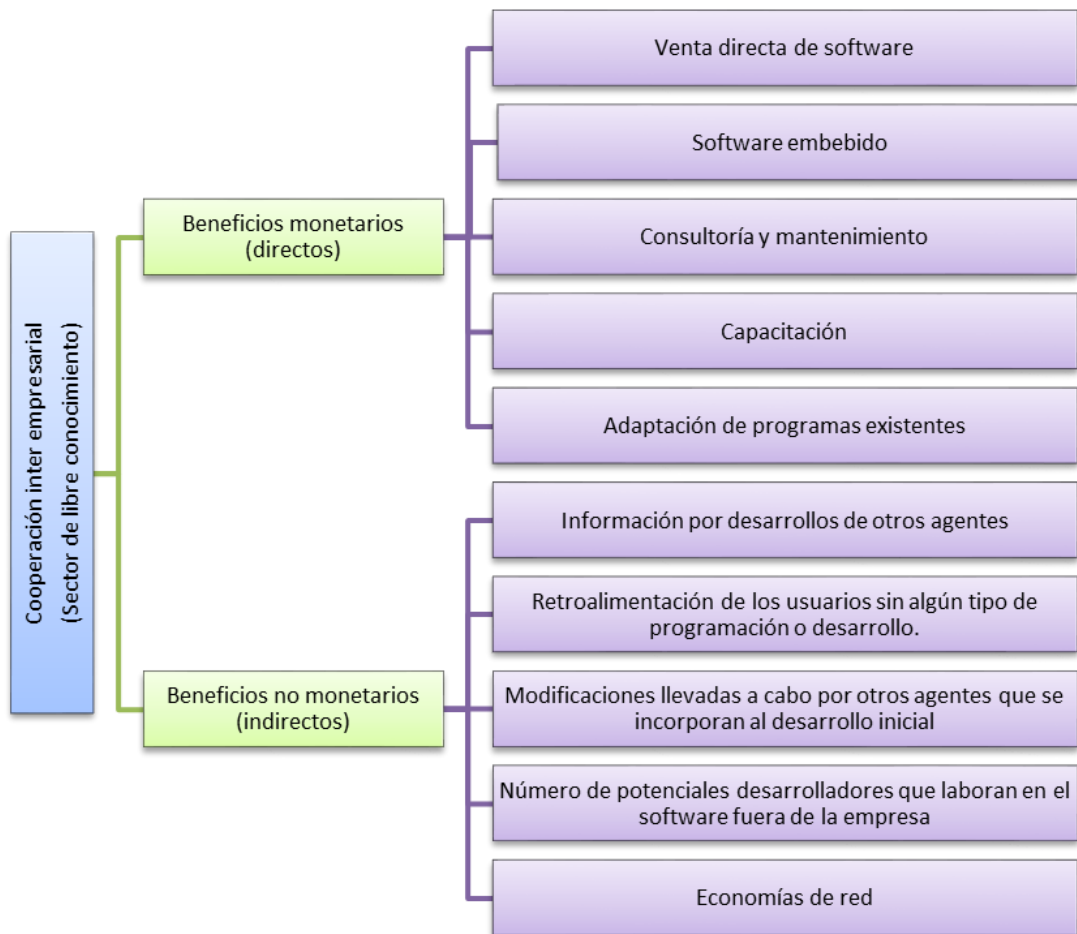 Cooperación inter empresarial
(Sector de libre conocimiento)
Beneficios monetarios
(directos)
Venta directa de software
Software embebido
Consultoría y mantenimiento
Capacitación
Adaptación de programas existentes
Beneficios no monetarios
(indirectos)
Información por desarrollos de otros agentes
Retroalimentación de los usuarios sin algún tipo de
programación o desarrollo.
Modificaciones llevadas a cabo por otros agentes que se
incorporan al desarrollo inicial
Número de potenciales desarrolladores que laboran en el
software fuera de la empresa
Economías de red